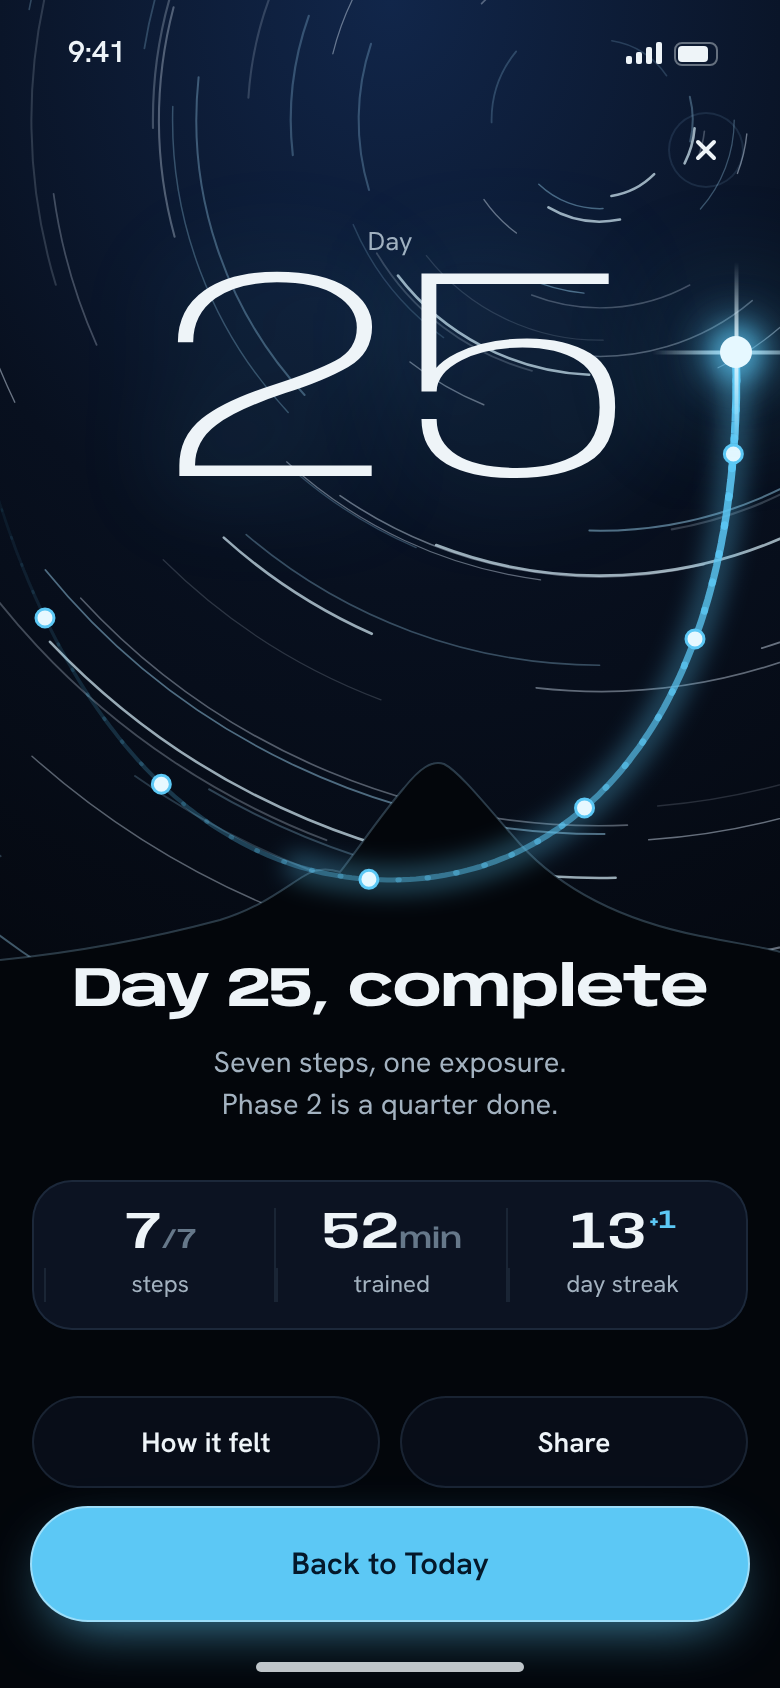 9:41
Day
25
Day 25, complete
Seven steps, one exposure.
Phase 2 is a quarter done.
7/7
steps
52min
trained
13+1
day streak
How it felt
Share
Back to Today